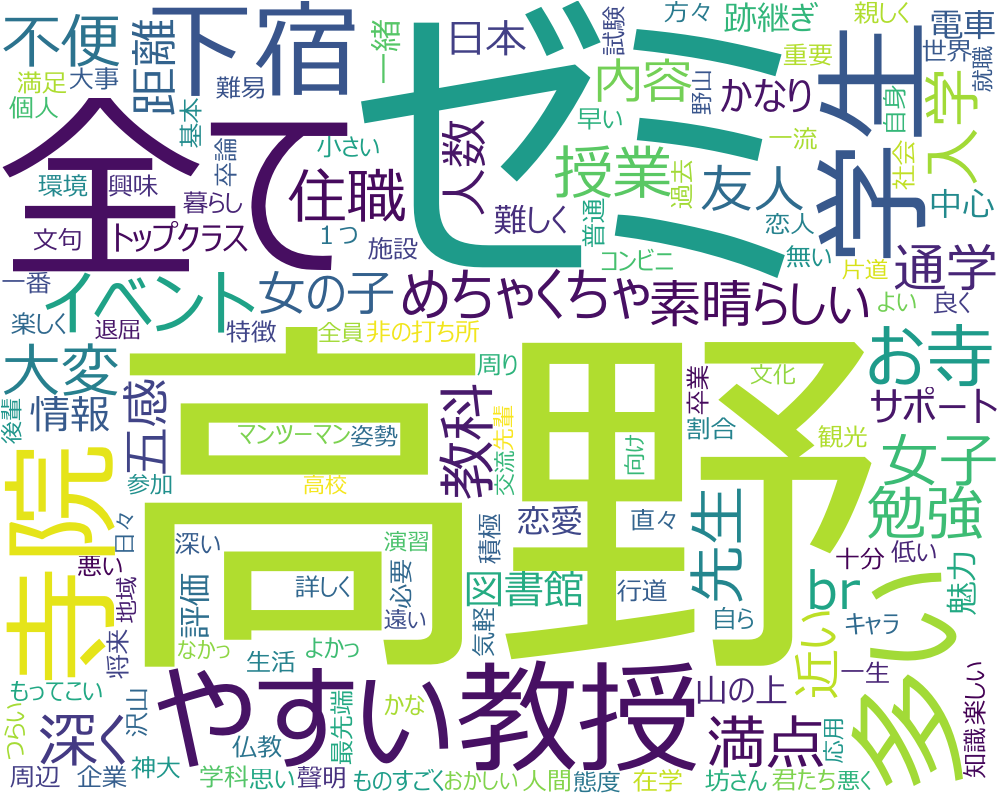 不便
下宿
距離
一緒
日本
試験
方々
跡継ぎ
親しく
電車
満足
大事
難易
ゼミ
内容
野山
重要
世界
就職
個人
基本
全て
かなり
学生
自身
入学
卒論
小さい
早い
一流
環境
興味
住職
人数
授業
過去
友人
社会
中心
暮らし
難しく
普通
恋人
文句
トップクラス
1つ
施設
コンビニ
無い
片道
通学
一番
イベント
女の子
めちゃくちゃ
素晴らしい
よい
良く
楽しく
退屈
特徴
全員
非の打ち所
大変
高野
周り
卒業
文化
お寺
後輩
情報
五感
教科
先輩
サポート
マンツーマン
姿勢
交流
向け
割合
観光
女子
寺院
参加
高校
勉強
日々
恋愛
直々
先生
悪い
深い
演習
積極
十分
低い
地域
評価
詳しく
必要
図書館
行道
br
魅力
将来
なかっ
遠い
気軽
自ら
キャラ
多い
生活
よかっ
近い
一生
もってこい
沢山
やすい
教授
山の上
つらい
深く
かな
満点
応用
知識
楽しい
仏教
最先端
周辺
企業
神大
学科
思い
聲明
ものすごく
おかしい
人間
態度
在学
坊さん
君たち
悪く